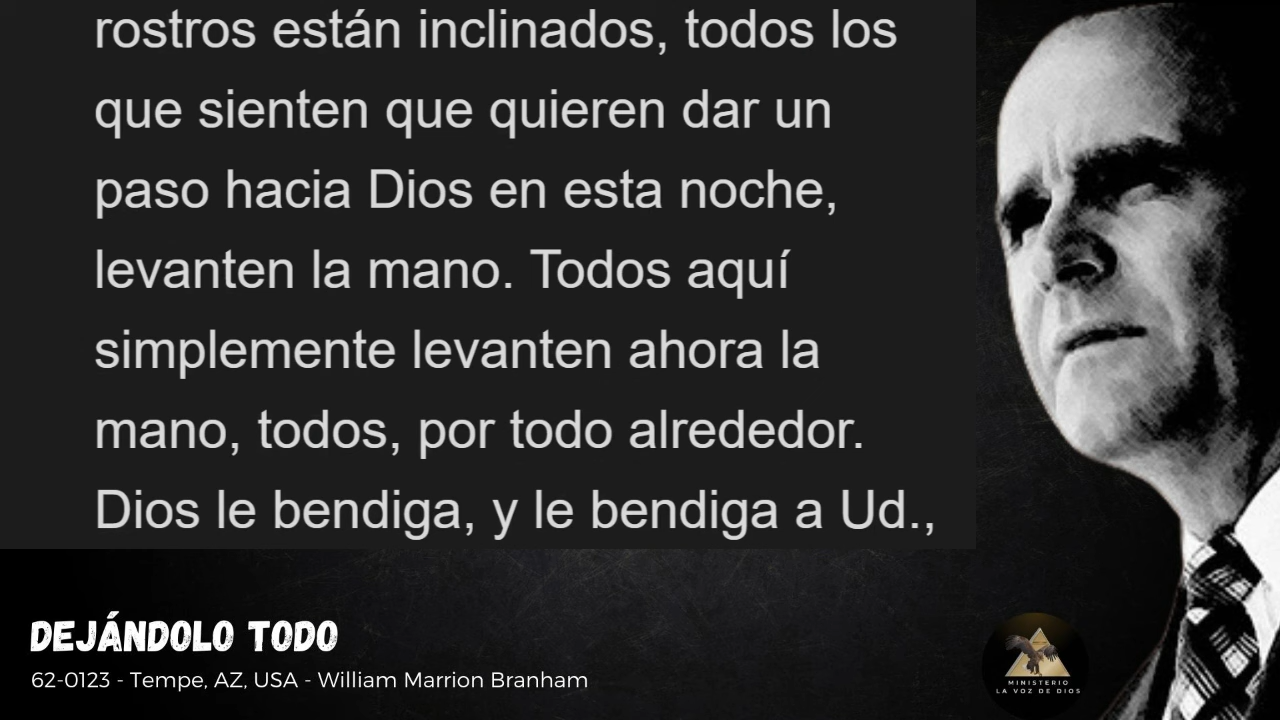 rostros están inclinados, todos los
que sienten que quieren dar un
paso hacia Dios en esta noche,
levanten la mano. Todos aquí
simplemente levanten ahora la
mano, todos, por todo alrededor.
Dios le bendiga, y le bendiga a Ud.,
DEJÁNDOLO TODO
62-0123 - Tempe, AZ, USA - William Marrion Branham
MINISTERIO
LA VOZ DE DIOS